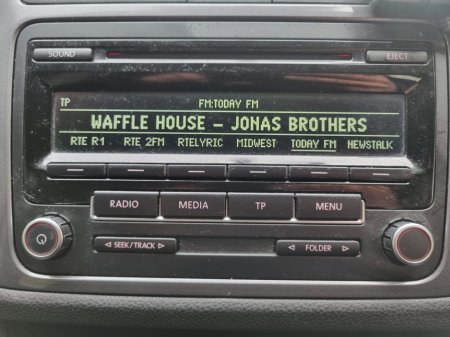 SOUND EJECT
TP FM:TODAY FM
WAFFLE HOUSE - JONAS BROTHERS
RTE R1 RTE 2FM RTELYRIC MIDWEST TODAY FM NEWSTALK
RADIO MEDIA TP MENU
◁ SEEK/TRACK ▷ ◁ FOLDER ▷